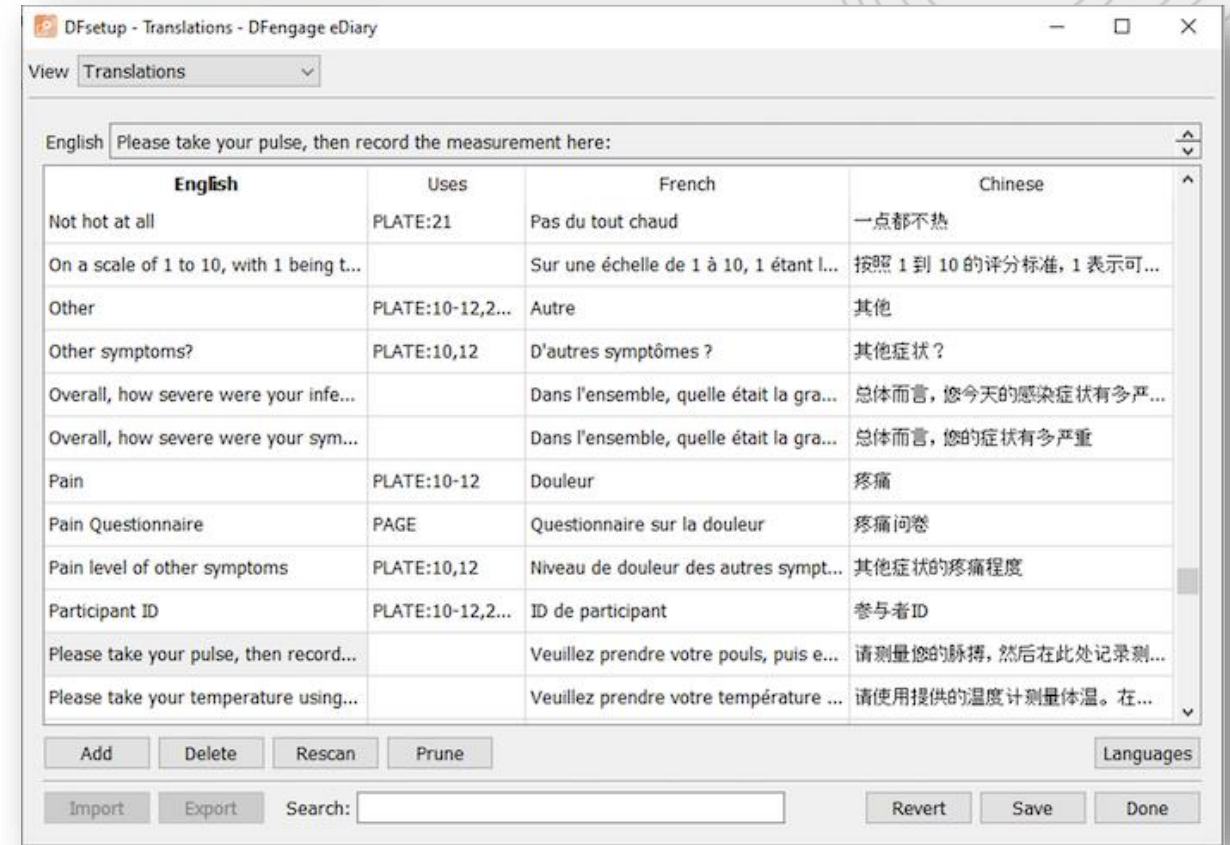 DFsetup - Translations - DFengage eDiary
View Translations
English Please take your pulse, then record the measurement here:
English Uses French Chinese
Not hot at all PLATE:21 Pas du tout chaud 一点都不热
On a scale of 1 to 10, with 1 being t... Sur une échelle de 1 à 10, 1 étant l... 按照 1 到 10 的评分标准，1 表示可...
Other PLATE:10-12,2... Autre 其他
Other symptoms? PLATE:10,12 D'autres symptômes ? 其他症状？
Overall, how severe were your infe... Dans l'ensemble, quelle était la gra... 总体而言，您今天的感染症状有多严...
Overall, how severe were your sym... Dans l'ensemble, quelle était la gra... 总体而言，您的症状有多严重
Pain PLATE:10-12 Douleur 疼痛
Pain Questionnaire PAGE Questionnaire sur la douleur 疼痛问卷
Pain level of other symptoms PLATE:10,12 Niveau de douleur des autres sympt... 其他症状的疼痛程度
Participant ID PLATE:10-12,2... ID de participant 参与者ID
Please take your pulse, then record... Veuillez prendre votre pouls, puis e... 请测量您的脉搏，然后在此处记录测...
Please take your temperature using... Veuillez prendre votre température ... 请使用提供的温度计测量体温。在...
Add Delete Rescan Prune Languages
Import Export Search: Revert Save Done